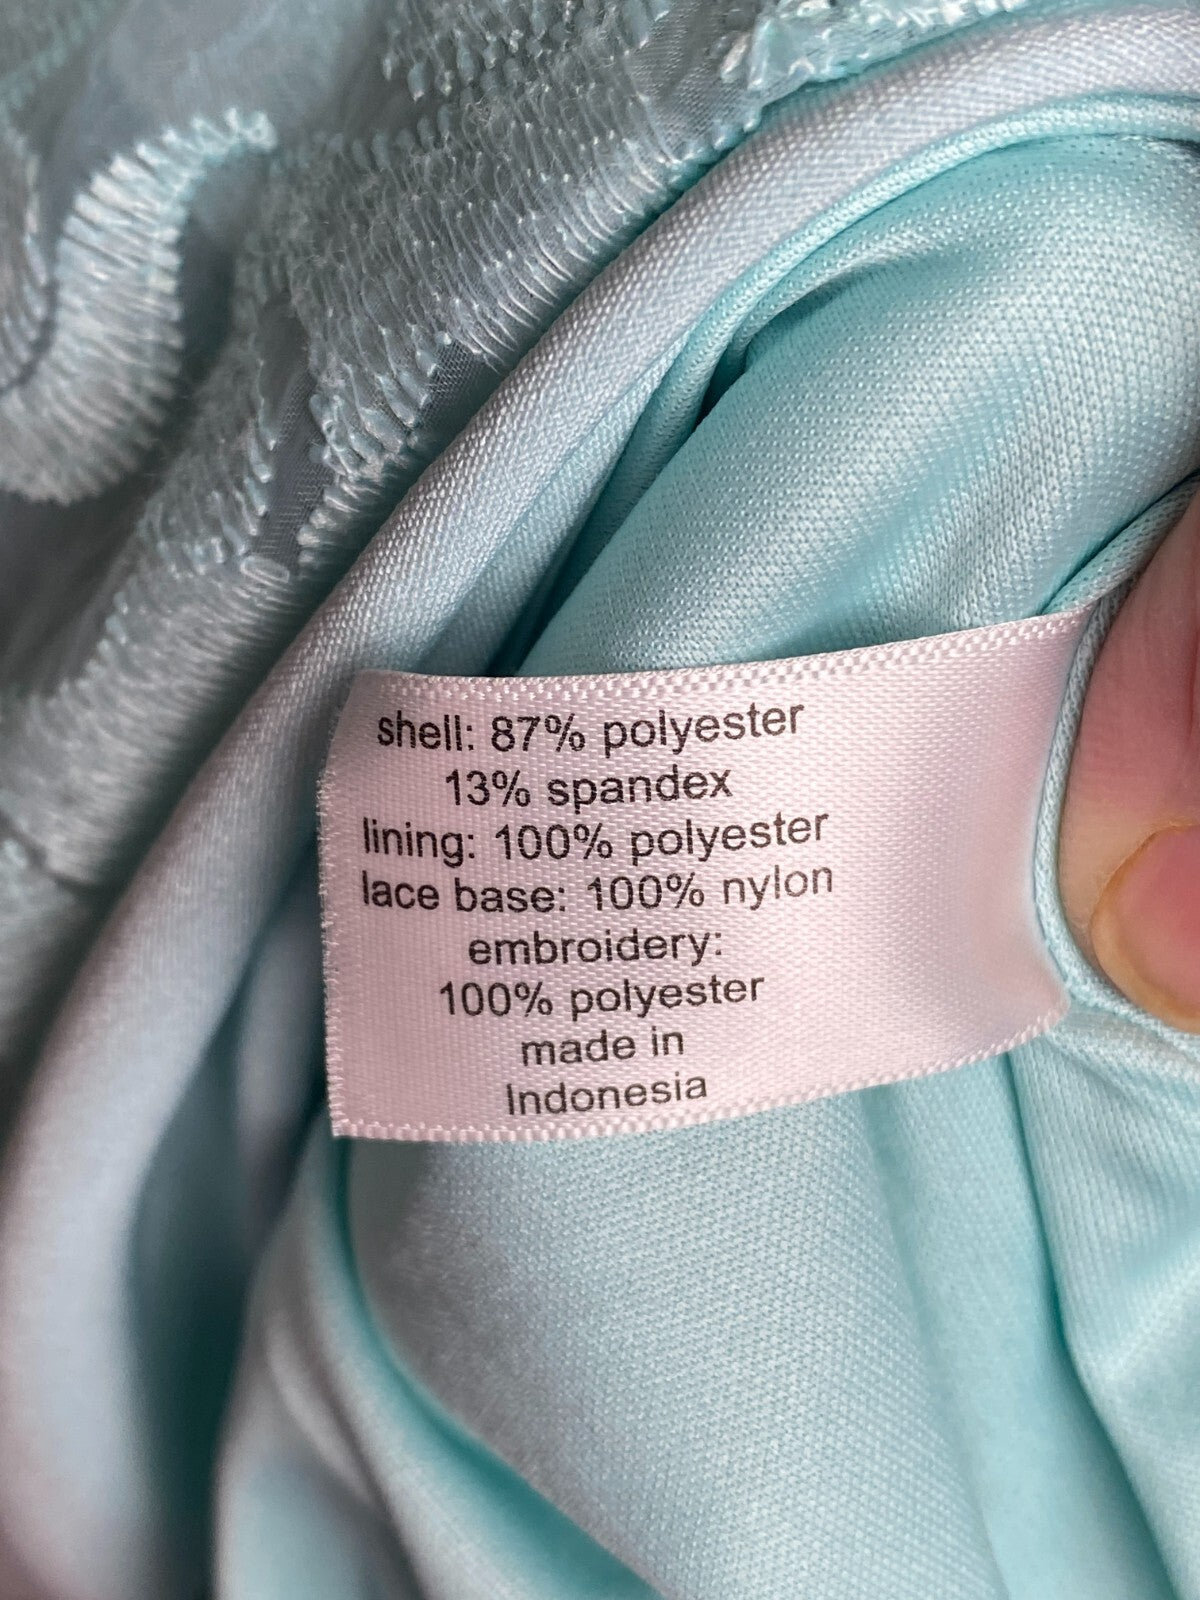 shell: 87% polyester
13% spandex
lining: 100% polyester
lace base: 100% nylon
embroidery:
100% polyester
made in
Indonesia